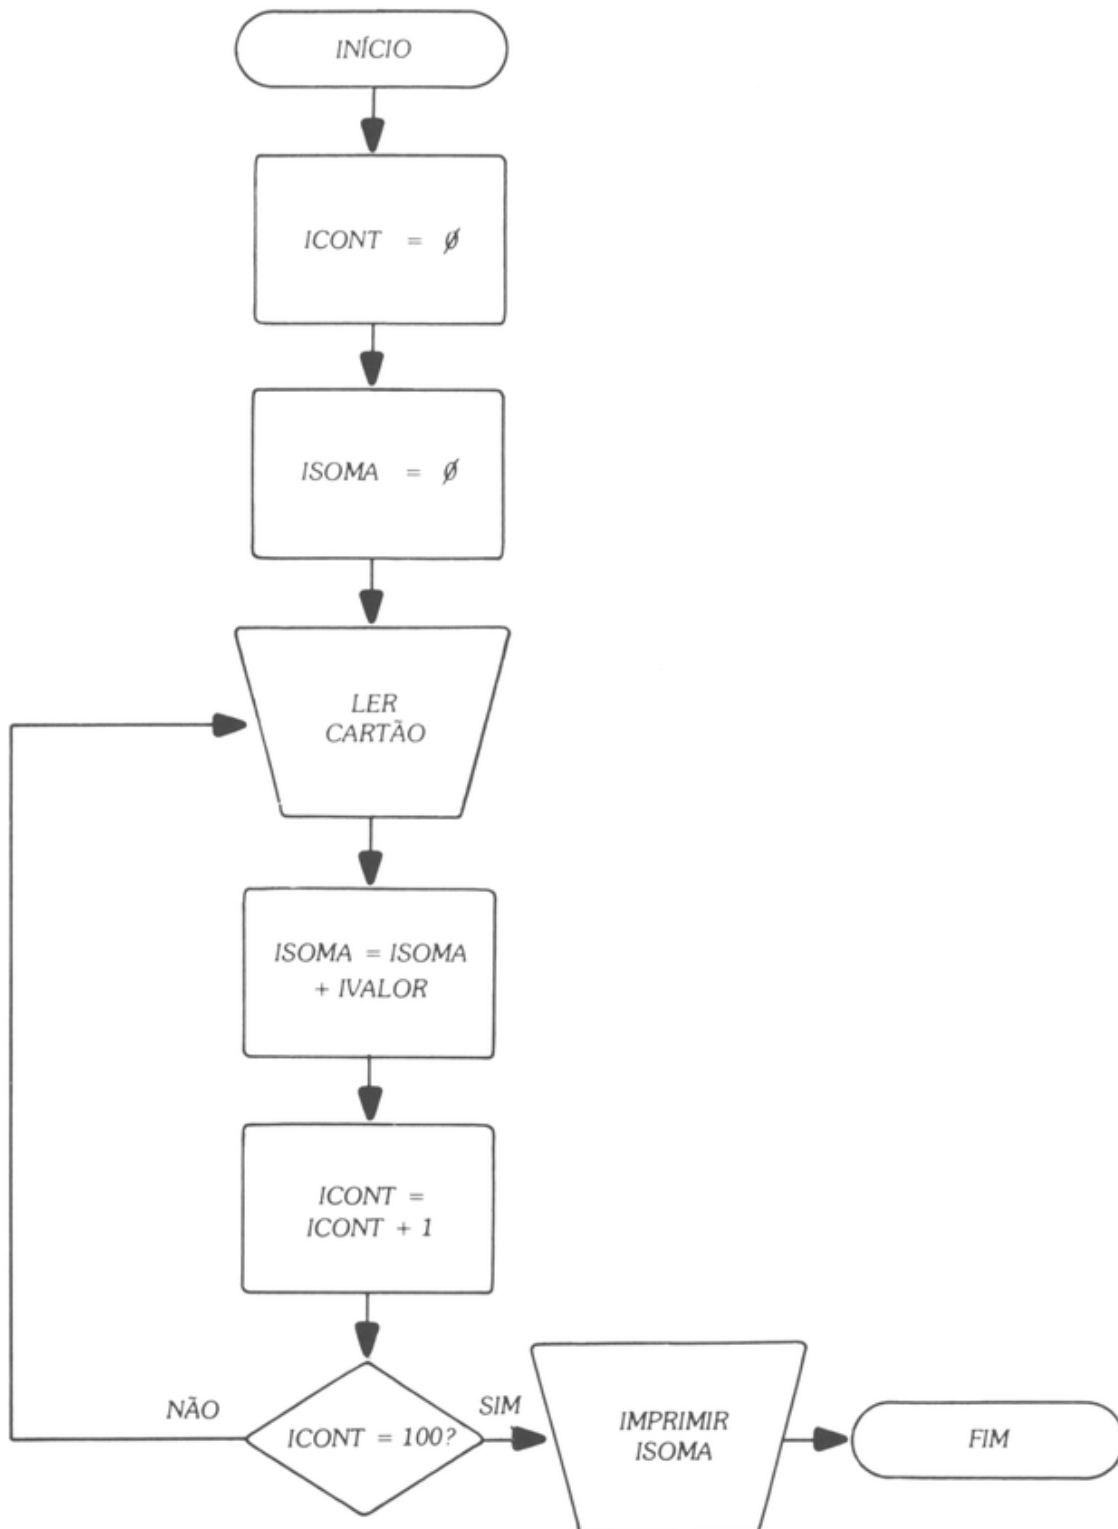 INÍCIO
ICONT = Ø
ISOMA = Ø
LER
CARTÃO
ISOMA = ISOMA
+ IVALOR
ICONT =
ICONT + 1
NÃO
ICONT = 100?
SIM
IMPRIMIR
ISOMA
FIM